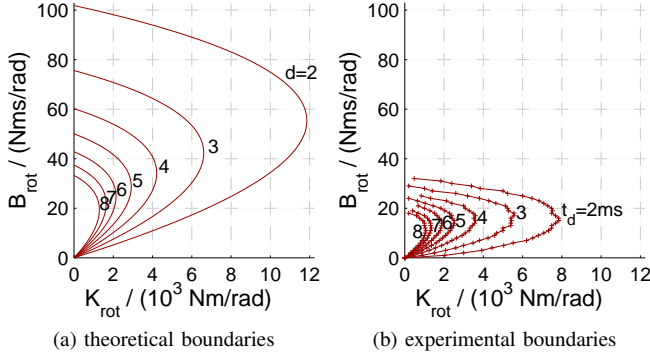 100
80
60
40
20
0
B_rot / (Nms/rad)
d=2
3
4
5
6
7
8
0 2 4 6 8 10 12
K_rot / (10^3 Nm/rad)
(a) theoretical boundaries
100
80
60
40
20
0
B_rot / (Nms/rad)
t_d=2ms
3
4
5
6
7
8
0 2 4 6 8 10 12
K_rot / (10^3 Nm/rad)
(b) experimental boundaries